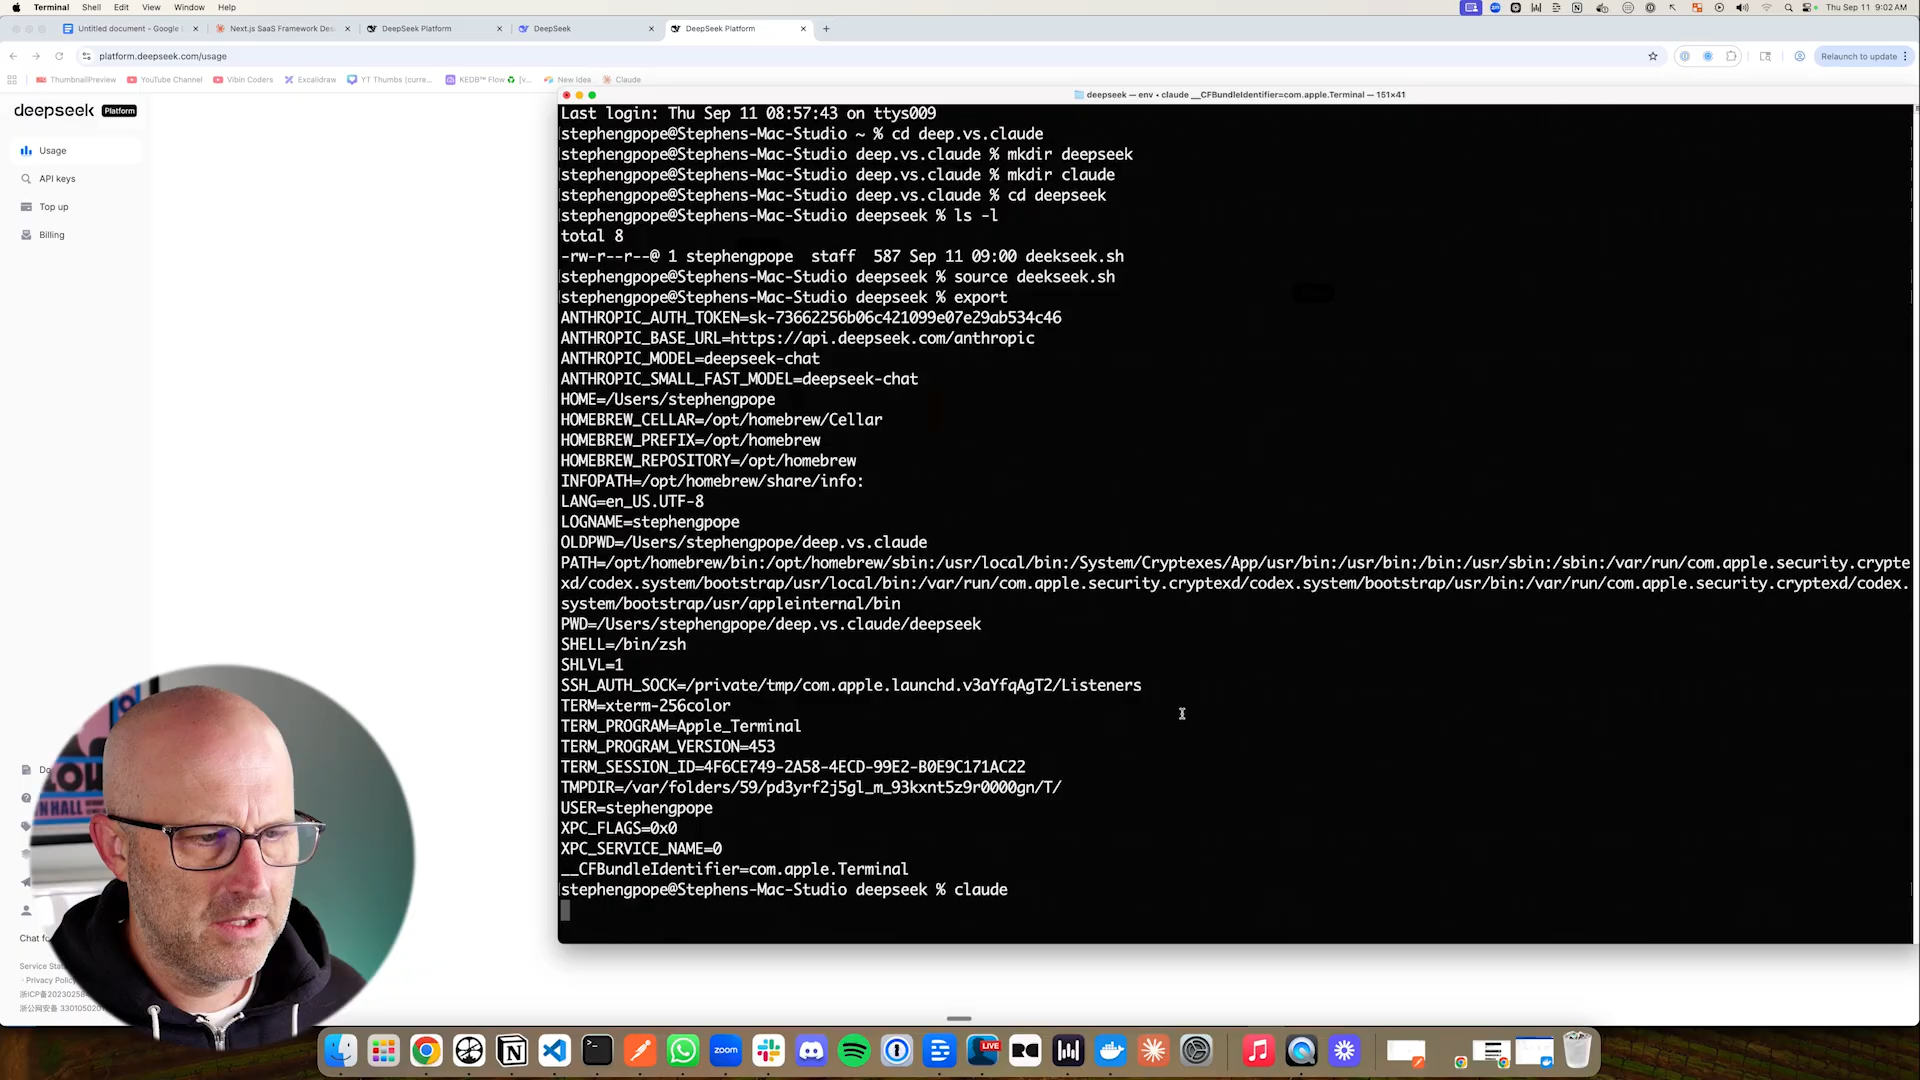 Terminal Shell Edit View Window Help Thu Sep 11 9:02 AM
Untitled document - Google Next.js SaaS Framework Des DeepSeek Platform DeepSeek DeepSeek Platform
platform.deepseek.com/usage Relaunch to update
ThumbnailPreview YouTube Channel Vibin Coders Excalidraw YT Thumbs (curre... KEDB™ Flow [v... New Idea Claude
deepseek Platform
Usage
API keys
Top up
Billing
Do
Chat fo
Service Stat
· Privacy Policy
浙ICP备20230258
浙公网安备 330105020
deepseek — env • claude __CFBundleIdentifier=com.apple.Terminal — 151×41
Last login: Thu Sep 11 08:57:43 on ttys009
stephengpope@Stephens-Mac-Studio ~ % cd deep.vs.claude
stephengpope@Stephens-Mac-Studio deep.vs.claude % mkdir deepseek
stephengpope@Stephens-Mac-Studio deep.vs.claude % mkdir claude
stephengpope@Stephens-Mac-Studio deep.vs.claude % cd deepseek
stephengpope@Stephens-Mac-Studio deepseek % ls -l
total 8
-rw-r--r--@ 1 stephengpope  staff  587 Sep 11 09:00 deekseek.sh
stephengpope@Stephens-Mac-Studio deepseek % source deekseek.sh
stephengpope@Stephens-Mac-Studio deepseek % export
ANTHROPIC_AUTH_TOKEN=sk-73662256b06c421099e07e29ab534c46
ANTHROPIC_BASE_URL=https://api.deepseek.com/anthropic
ANTHROPIC_MODEL=deepseek-chat
ANTHROPIC_SMALL_FAST_MODEL=deepseek-chat
HOME=/Users/stephengpope
HOMEBREW_CELLAR=/opt/homebrew/Cellar
HOMEBREW_PREFIX=/opt/homebrew
HOMEBREW_REPOSITORY=/opt/homebrew
INFOPATH=/opt/homebrew/share/info:
LANG=en_US.UTF-8
LOGNAME=stephengpope
OLDPWD=/Users/stephengpope/deep.vs.claude
PATH=/opt/homebrew/bin:/opt/homebrew/sbin:/usr/local/bin:/System/Cryptexes/App/usr/bin:/usr/bin:/bin:/usr/sbin:/sbin:/var/run/com.apple.security.crypte
xd/codex.system/bootstrap/usr/local/bin:/var/run/com.apple.security.cryptexd/codex.system/bootstrap/usr/bin:/var/run/com.apple.security.cryptexd/codex.
system/bootstrap/usr/appleinternal/bin
PWD=/Users/stephengpope/deep.vs.claude/deepseek
SHELL=/bin/zsh
SHLVL=1
SSH_AUTH_SOCK=/private/tmp/com.apple.launchd.v3aYfqAgT2/Listeners
TERM=xterm-256color
TERM_PROGRAM=Apple_Terminal
TERM_PROGRAM_VERSION=453
TERM_SESSION_ID=4F6CE749-2A58-4ECD-99E2-B0E9C171AC22
TMPDIR=/var/folders/59/pd3yrf2j5gl_m_93kxnt5z9r0000gn/T/
USER=stephengpope
XPC_FLAGS=0x0
XPC_SERVICE_NAME=0
__CFBundleIdentifier=com.apple.Terminal
stephengpope@Stephens-Mac-Studio deepseek % claude
zoom
LIVE